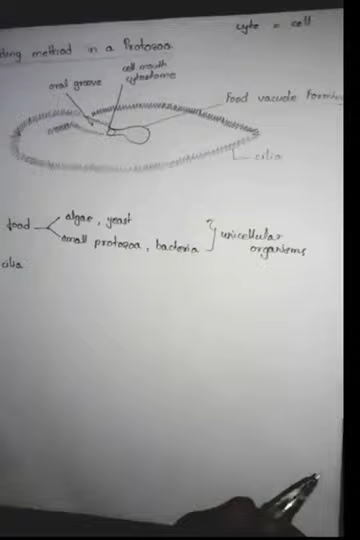 cyte = cell
ding method in a Protozoa
cell mouth
cytostome
oral groove
Food vacuole forming
cilia
food
algae, yeast
small protozoa, bacteria
unicellular
organisms
cilia